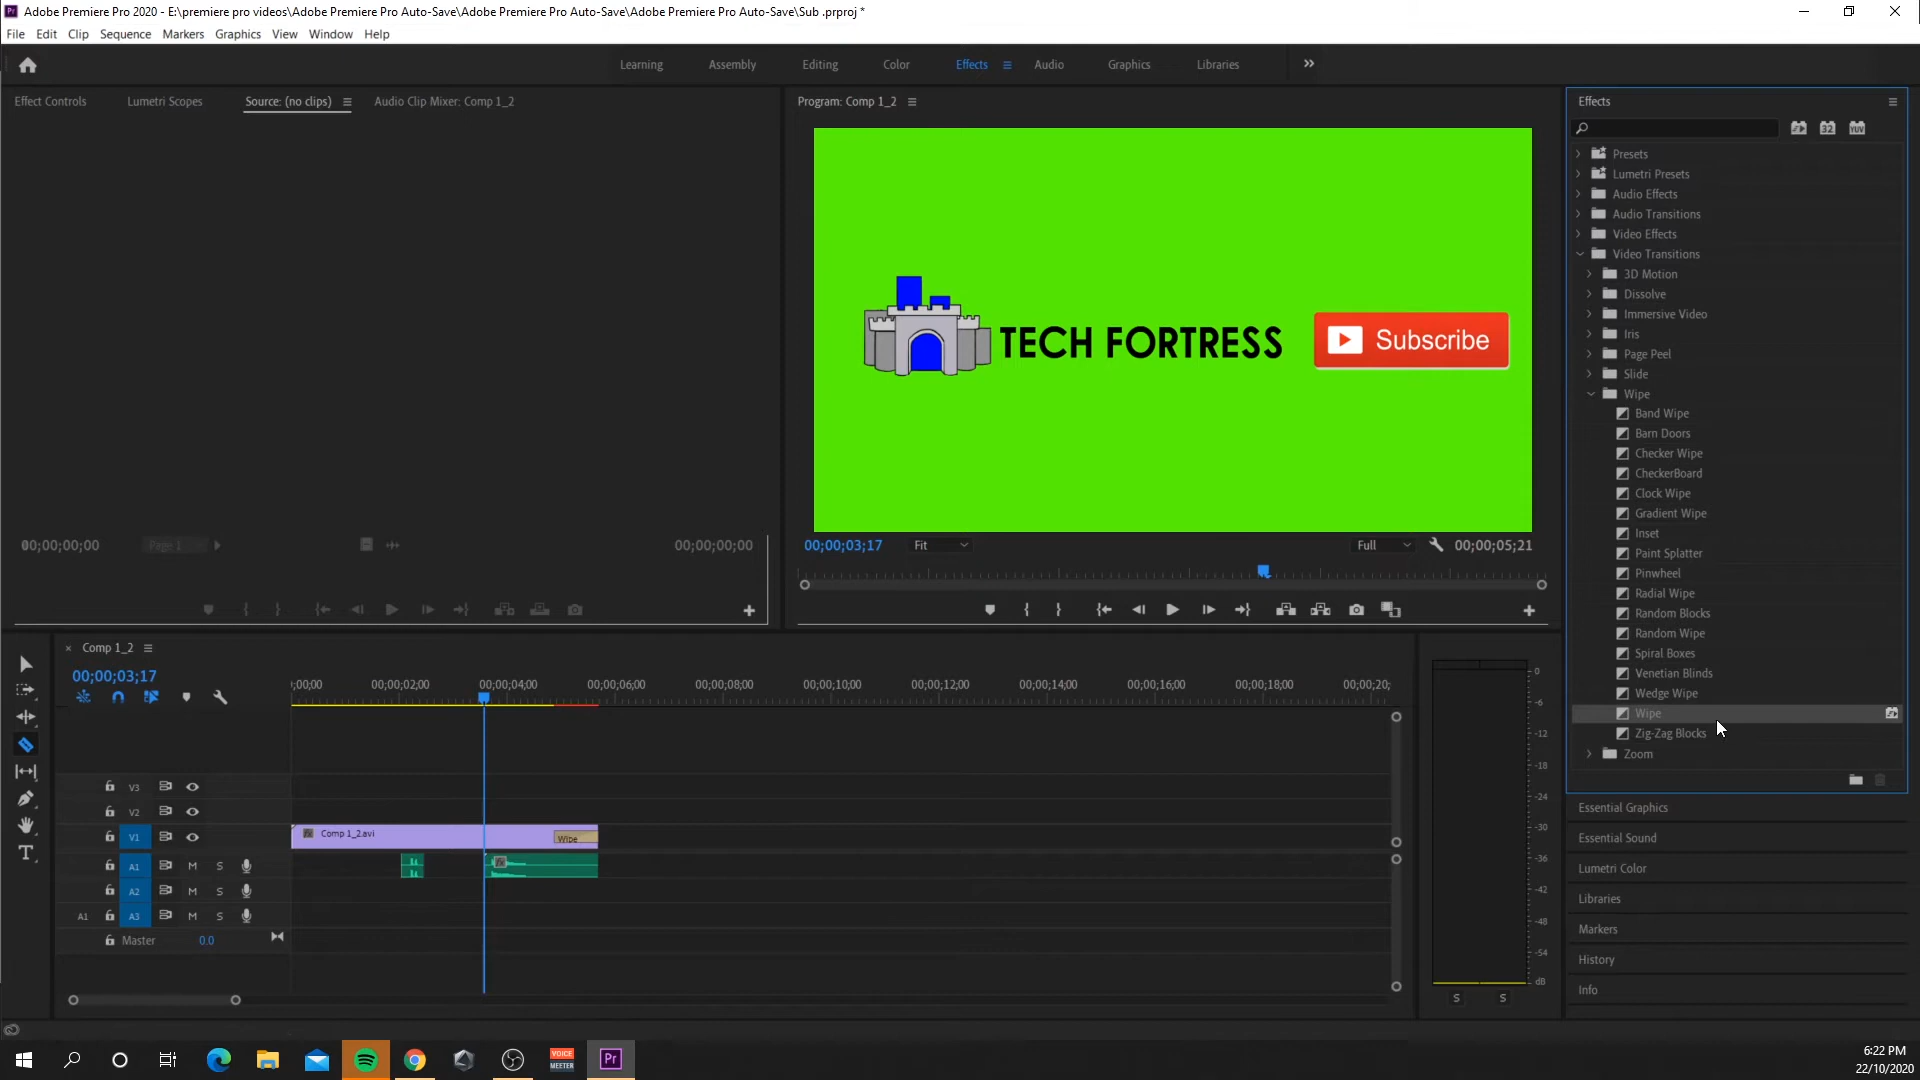 Adobe Premiere Pro 2020 - E:\premiere pro videos\Adobe Premiere Pro Auto-Save\Adobe Premiere Pro Auto-Save\Adobe Premiere Pro Auto-Save\Sub .prproj *
File Edit Clip Sequence Markers Graphics View Window Help
Learning Assembly Editing Color Effects Audio Graphics Libraries
Effect Controls Lumetri Scopes Source: (no clips) Audio Clip Mixer: Comp 1_2
Program: Comp 1_2
TECH FORTRESS
Subscribe
00;00;00;00 Page 1 00;00;00;00
00;00;03;17 Fit Full 00;00;05;21
Effects
32 YUV
Presets
Lumetri Presets
Audio Effects
Audio Transitions
Video Effects
Video Transitions
3D Motion
Dissolve
Immersive Video
Iris
Page Peel
Slide
Wipe
Band Wipe
Barn Doors
Checker Wipe
CheckerBoard
Clock Wipe
Gradient Wipe
Inset
Paint Splatter
Pinwheel
Radial Wipe
Random Blocks
Random Wipe
Spiral Boxes
Venetian Blinds
Wedge Wipe
Wipe
Zig-Zag Blocks
Zoom
Essential Graphics
Essential Sound
Lumetri Color
Libraries
Markers
History
Info
Comp 1_2
00;00;03;17
;00;00 00;00;02;00 00;00;04;00 00;00;06;00 00;00;08;00 00;00;10;00 00;00;12;00 00;00;14;00 00;00;16;00 00;00;18;00 00;00;20;
V3
V2
V1
fx Comp 1_2.avi Wipe
A1 M S
fx
A2 M S
A1 A3 M S
Master 0.0
0
-6
-12
-18
-24
-30
-36
-42
-48
-54
dB
S S
VOICE
MEETER
Pr
6:22 PM
22/10/2020